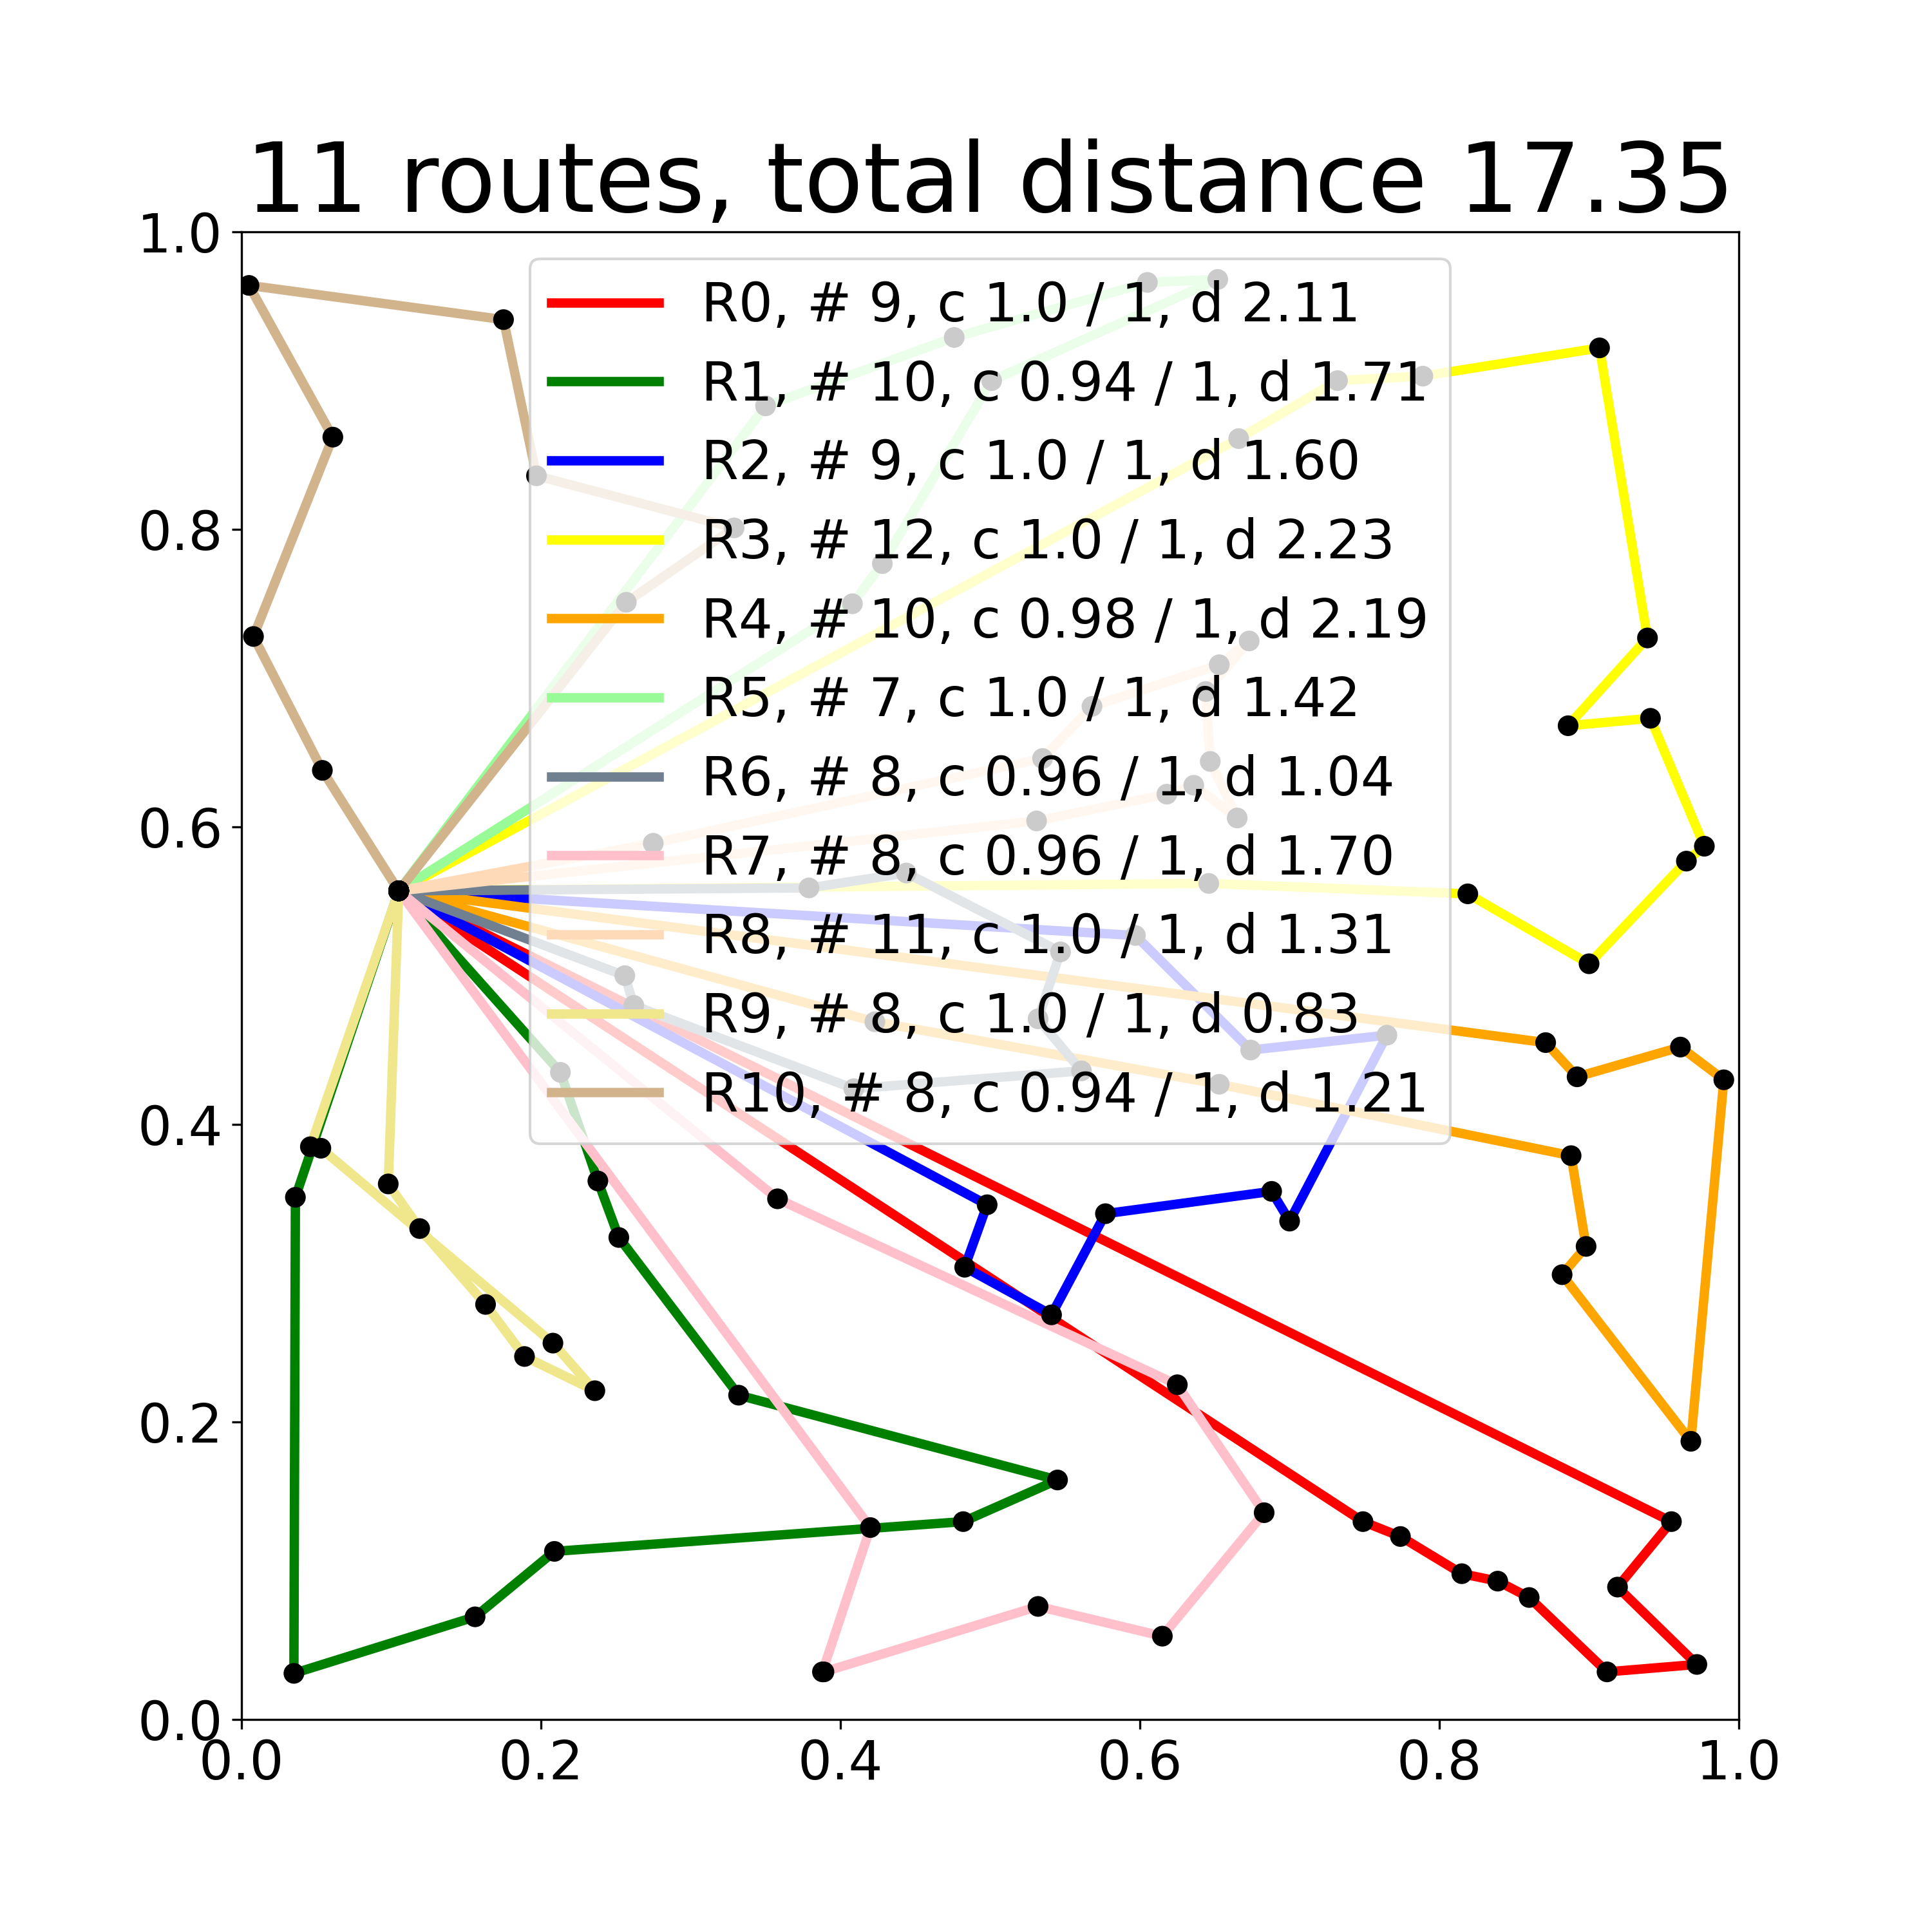 11 routes, total distance 17.35
1.0
0.8
0.6
0.4
0.2
0.0
R0, # 9, c 1.0 / 1, d 2.11
R1, # 10, c 0.94 / 1, d 1.71
R2, # 9, c 1.0 / 1, d 1.60
R3, # 12, c 1.0 / 1, d 2.23
R4, # 10, c 0.98 / 1, d 2.19
R5, # 7, c 1.0 / 1, d 1.42
R6, # 8, c 0.96 / 1, d 1.04
R7, # 8, c 0.96 / 1, d 1.70
R8, # 11, c 1.0 / 1, d 1.31
R9, # 8, c 1.0 / 1, d 0.83
R10, # 8, c 0.94 / 1, d 1.21
0.0 0.2 0.4 0.6 0.8 1.0